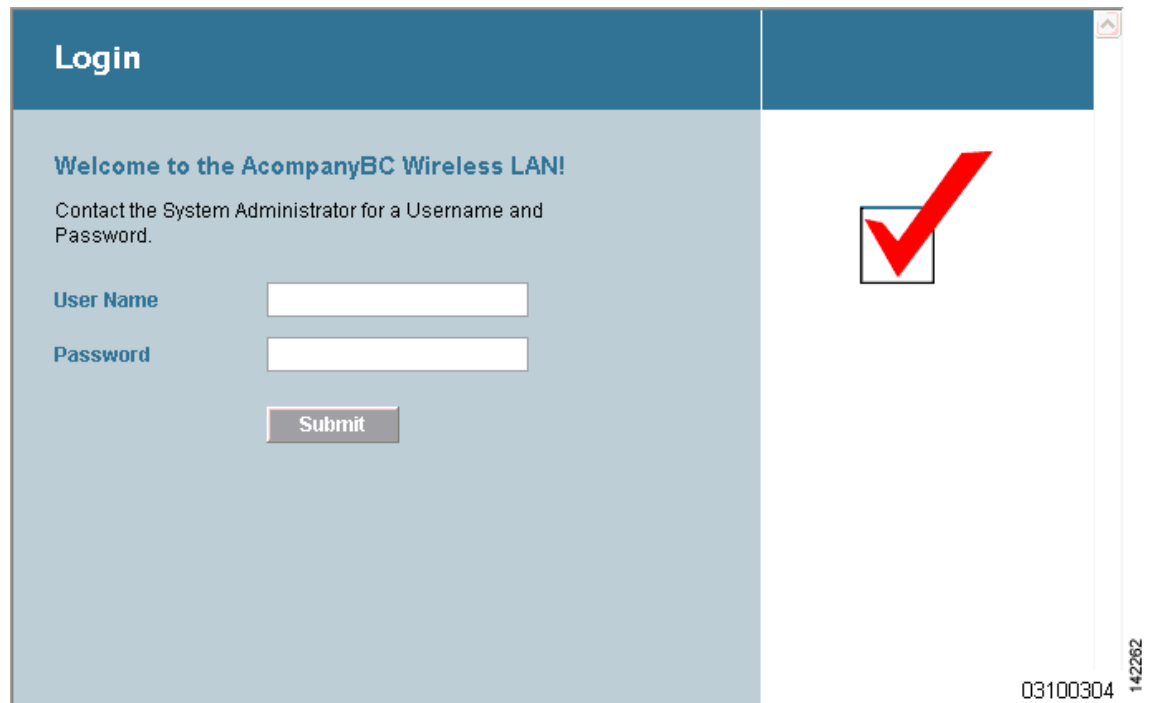 Login
Welcome to the AcompanyBC Wireless LAN!
Contact the System Administrator for a Username and
Password.
User Name
Password
Submit
03100304
142262